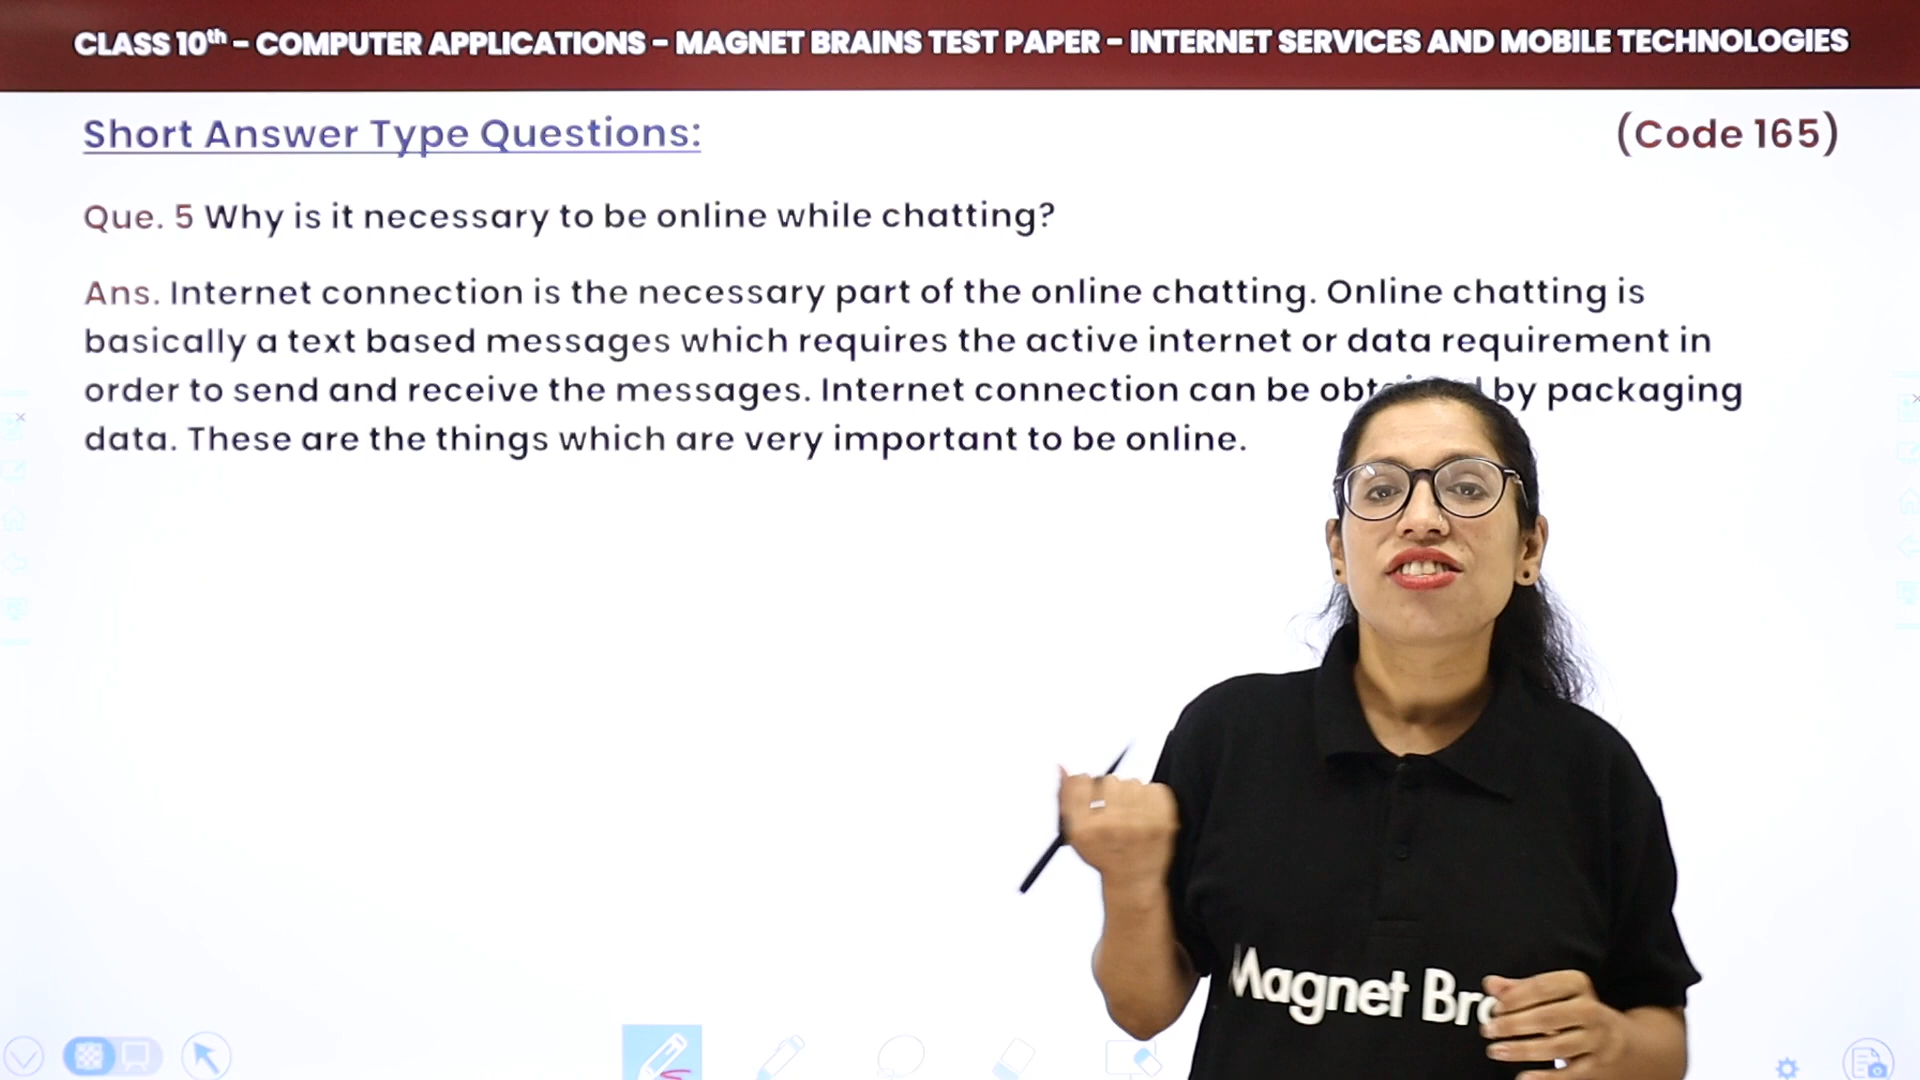 CLASS 10th - COMPUTER APPLICATIONS - MAGNET BRAINS TEST PAPER - INTERNET SERVICES AND MOBILE TECHNOLOGIES
Short Answer Type Questions:
(Code 165)
Que. 5 Why is it necessary to be online while chatting?
Ans. Internet connection is the necessary part of the online chatting. Online chatting is
basically a text based messages which requires the active internet or data requirement in
order to send and receive the messages. Internet connection can be by packaging
data. These are the things which are very important to be online.
Magnet